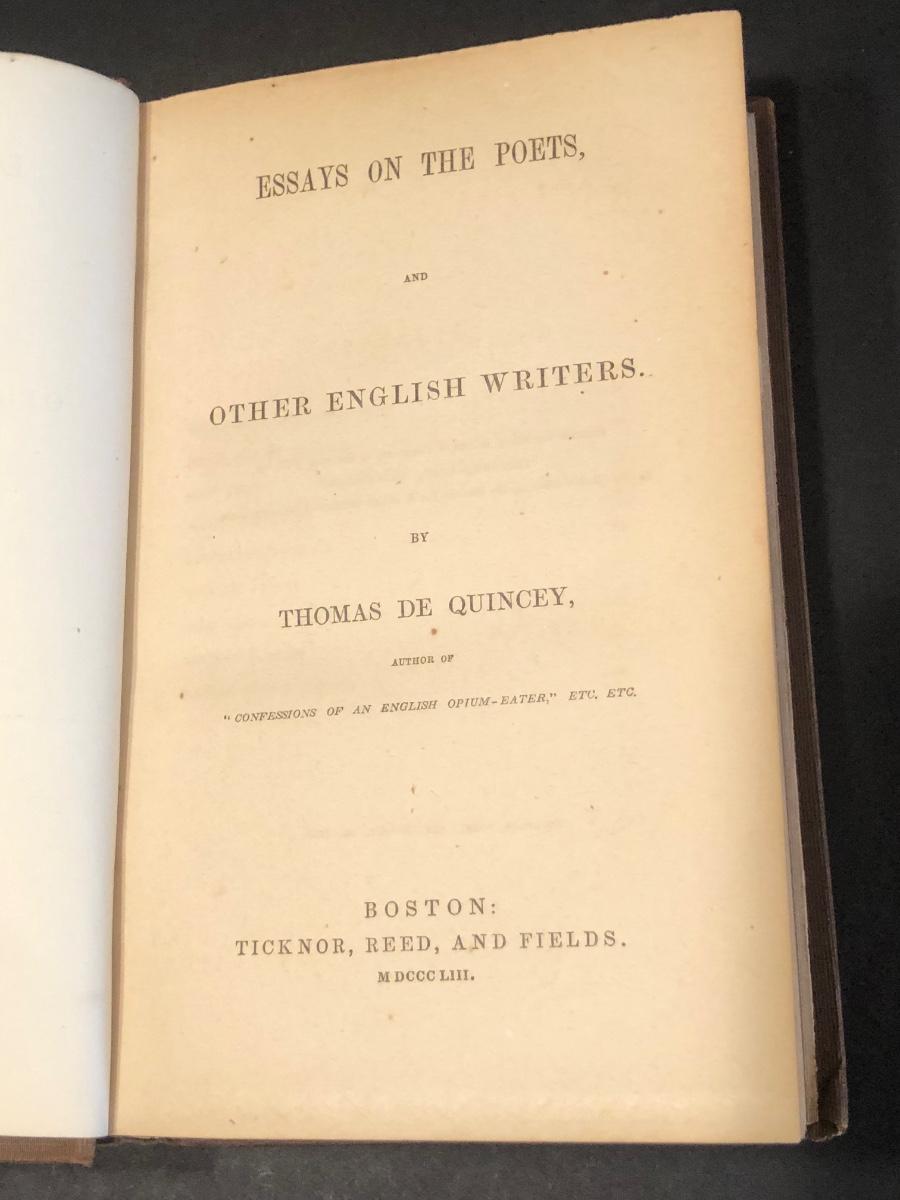 ESSAYS ON THE POETS,
AND
OTHER ENGLISH WRITERS.
BY
THOMAS DE QUINCEY,
AUTHOR OF
"CONFESSIONS OF AN ENGLISH OPIUM-EATER," ETC. ETC.
BOSTON:
TICKNOR, REED, AND FIELDS.
MDCCCLIII.